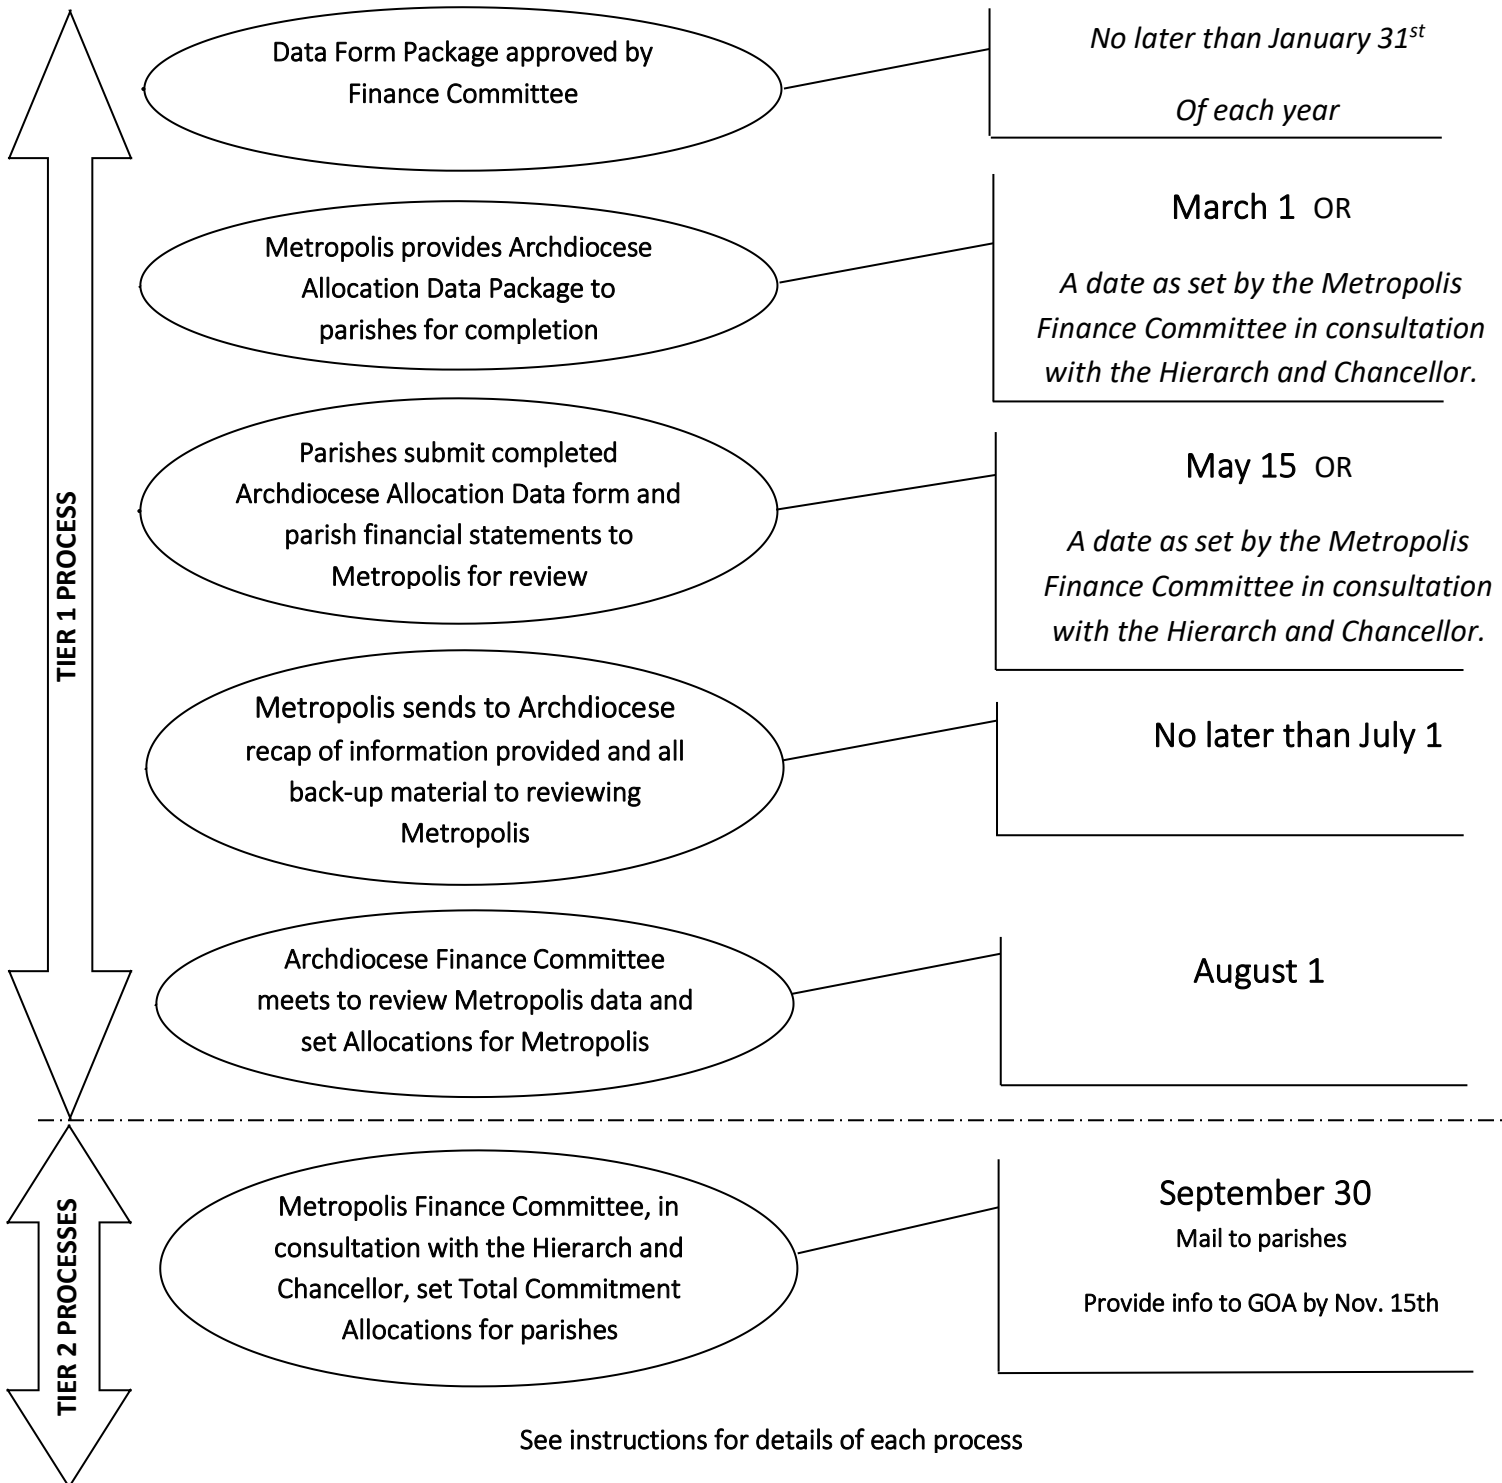 TIER 1 PROCESS
Data Form Package approved by
Finance Committee
No later than January 31st
Of each year
Metropolis provides Archdiocese
Allocation Data Package to
parishes for completion
March 1 OR
A date as set by the Metropolis
Finance Committee in consultation
with the Hierarch and Chancellor.
Parishes submit completed
Archdiocese Allocation Data form and
parish financial statements to
Metropolis for review
May 15 OR
A date as set by the Metropolis
Finance Committee in consultation
with the Hierarch and Chancellor.
Metropolis sends to Archdiocese
recap of information provided and all
back-up material to reviewing
Metropolis
No later than July 1
Archdiocese Finance Committee
meets to review Metropolis data and
set Allocations for Metropolis
August 1
TIER 2 PROCESSES
Metropolis Finance Committee, in
consultation with the Hierarch and
Chancellor, set Total Commitment
Allocations for parishes
September 30
Mail to parishes
Provide info to GOA by Nov. 15th
See instructions for details of each process